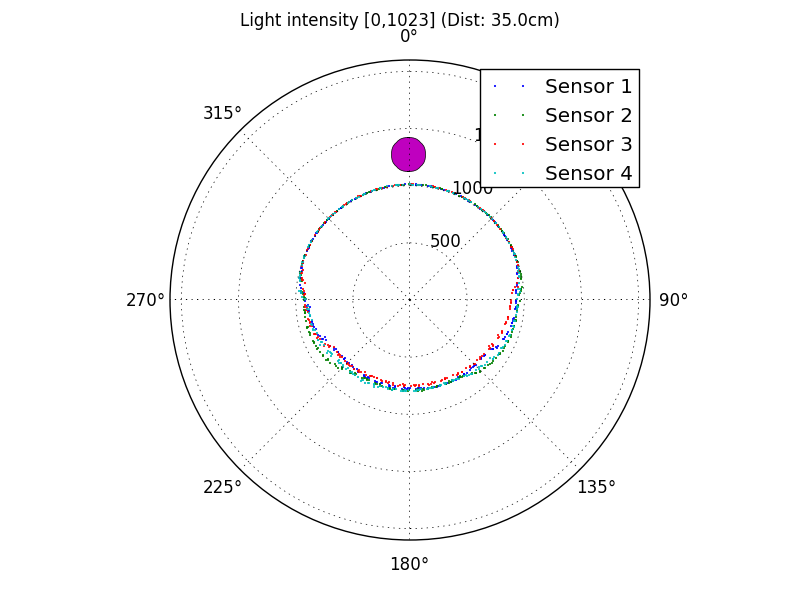 Light intensity [0,1023] (Dist: 35.0cm)
0°
315°
Sensor 1
Sensor 2
Sensor 3
Sensor 4
1000
500
270°
90°
225°
135°
180°